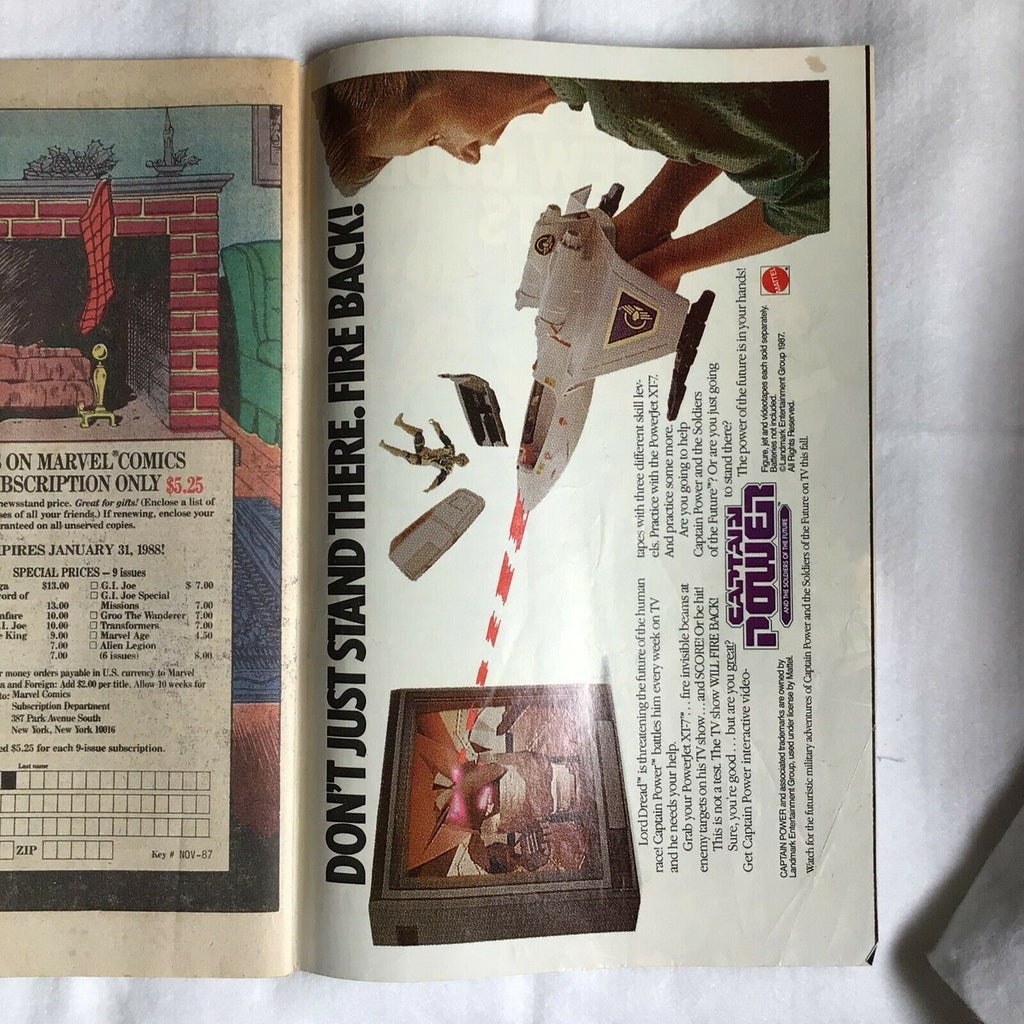 S ON MARVEL COMICS
BSCRIPTION ONLY $5.25
newsstand price. Great for gifts! (Enclose a list of
ses of all your friends.) If renewing, enclose your
ranteed on all unserved copies.
PIRES JANUARY 31, 1988!
SPECIAL PRICES – 9 issues
ga $13.00 ☐ G.I. Joe $ 7.00
word of ☐ G.I. Joe Special
13.00 Missions 7.00
nfare 10.00 ☐ Groo The Wanderer 7.00
.I. Joe 10.00 ☐ Transformers 7.00
e King 9.00 ☐ Marvel Age 4.50
7.00 ☐ Alien Legion
7.00 (6 issues) 8.00
r money orders payable in U.S. currency to Marvel
a and Foreign: Add $2.00 per title. Allow 10 weeks for
to: Marvel Comics
Subscription Department
387 Park Avenue South
New York, New York 10016
ed $5.25 for each 9-issue subscription.
Last name
ZIP
Key # NOV-87
DON'T JUST STAND THERE. FIRE BACK!
Lord Dread™ is threatening the future of the human
race! Captain Power™ battles him every week on TV
and he needs your help.
Grab your PowerJet XT-7™... fire invisible beams at
enemy targets on his TV show... and SCORE! Or be hit!
This is not a test. The TV show WILL FIRE BACK!
Sure, you're good... but are you great?
Get Captain Power interactive video-
tapes with three different skill lev-
els. Practice with the PowerJet XT-7.
And practice some more.
Are you going to help
Captain Power and the Soldiers
of the Future™? Or are you just going
to stand there?
The power of the future is in your hands!
CAPTAIN
POWER
AND THE SOLDIERS OF THE FUTURE
MATTEL
Figure, jet and videotapes each sold separately.
Batteries not included.
©Landmark Entertainment Group 1987.
All Rights Reserved.
CAPTAIN POWER and associated trademarks are owned by
Landmark Entertainment Group, used under license by Mattel.
Watch for the futuristic military adventures of Captain Power and the Soldiers of the Future on TV this fall.